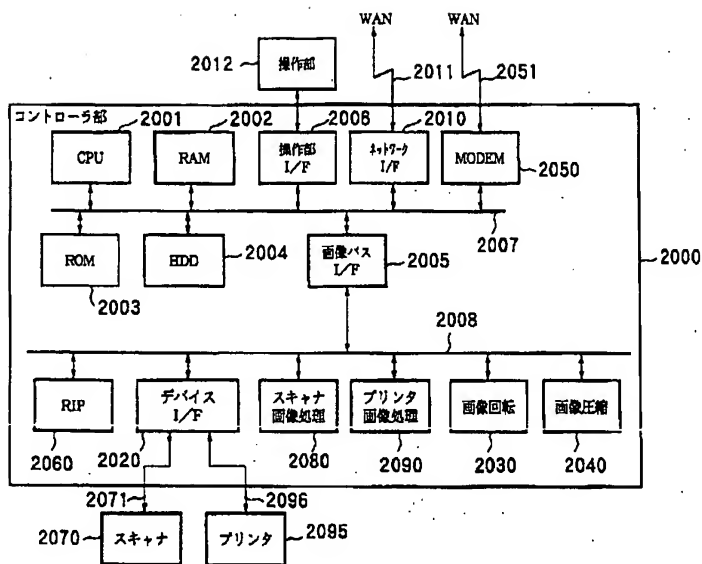 WAN
WAN
2012
操作部
2011
2051
コントローラ部
2001
2002
2006
2010
CPU
RAM
操作部
I/F
ネットワーク
I/F
MODEM
2050
2007
ROM
HDD
2004
画像バス
I/F
2005
2000
2003
2008
RIP
デバイス
I/F
スキャナ
画像処理
プリンタ
画像処理
画像回転
画像圧縮
2060
2020
2080
2090
2030
2040
2071
2096
2070
スキャナ
プリンタ
2095